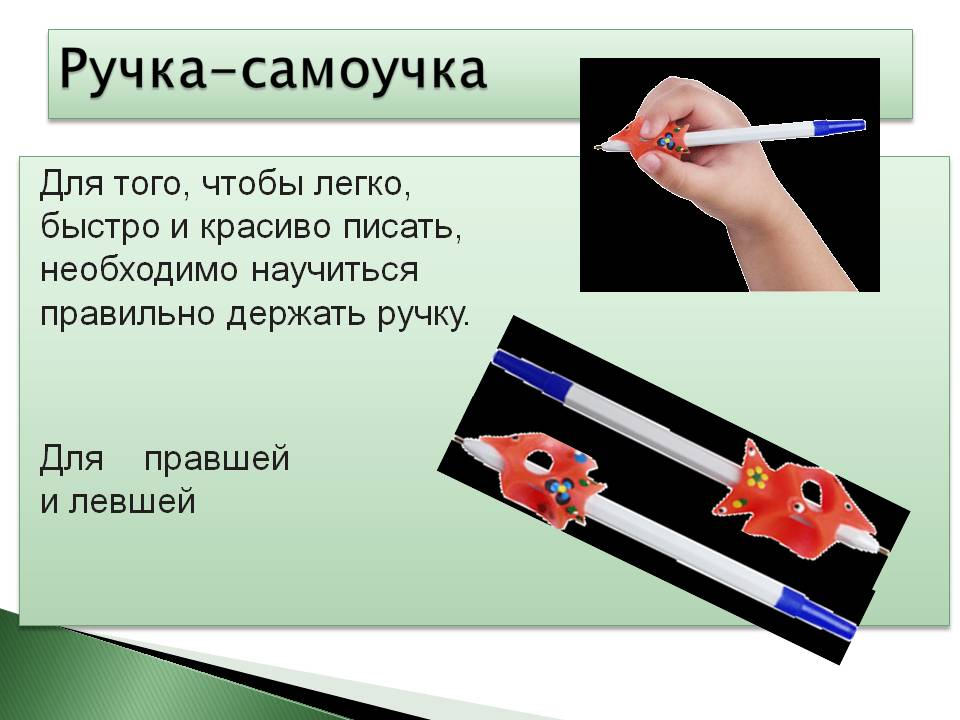 Ручка-самоучка
Для того, чтобы легко,
быстро и красиво писать,
необходимо научиться
правильно держать ручку.
Для правшей
и левшей